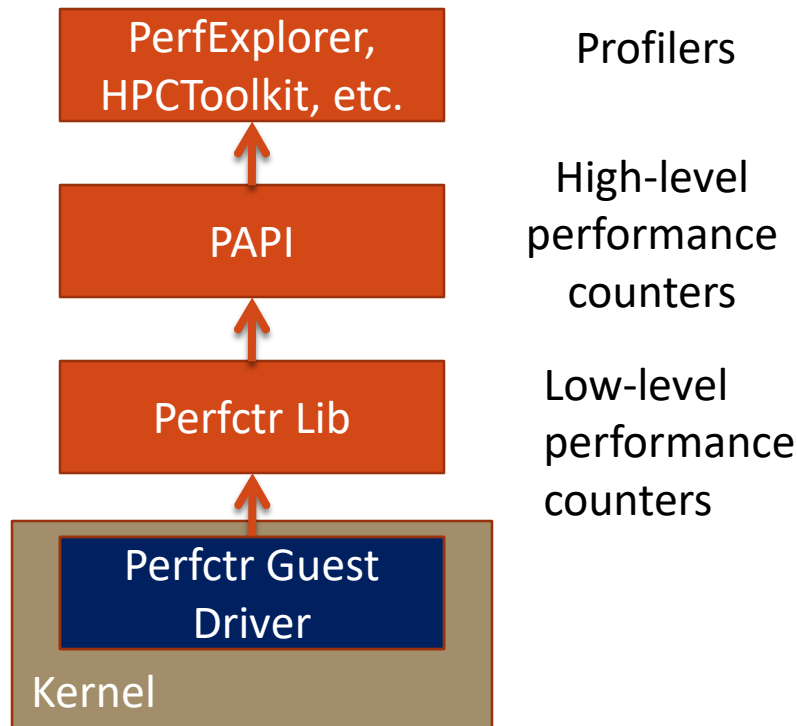 PerfExplorer,
HPCToolkit, etc.
Profilers
PAPI
High-level
performance
counters
Perfctr Lib
Low-level
performance
counters
Perfctr Guest
Driver
Kernel